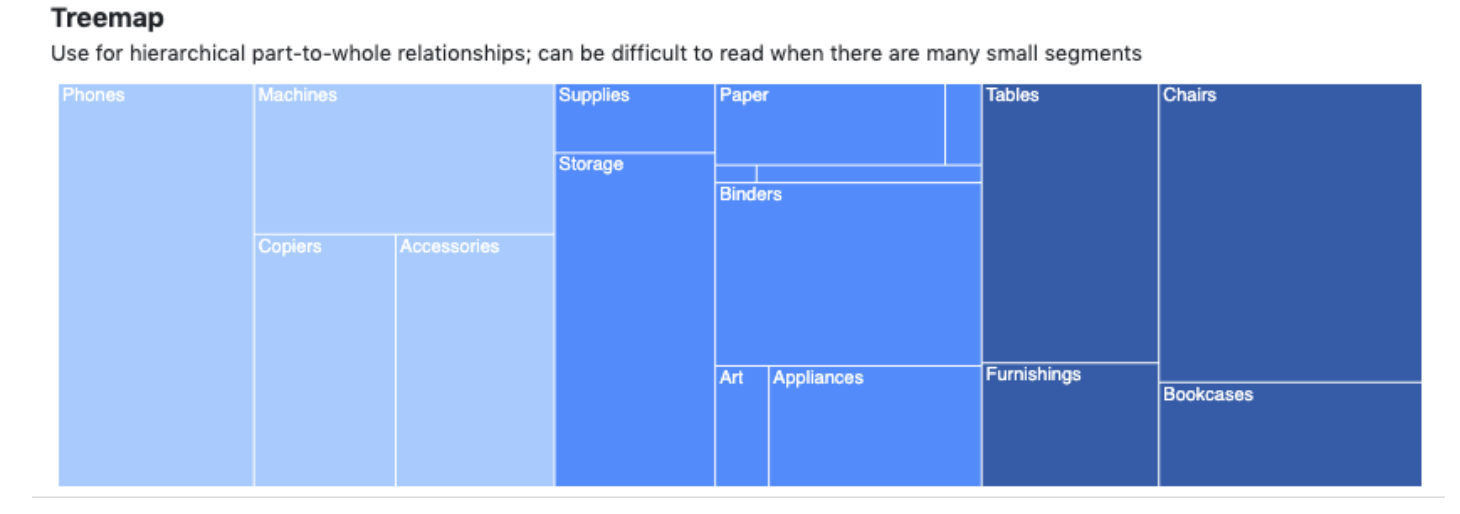 Treemap
Use for hierarchical part-to-whole relationships; can be difficult to read when there are many small segments
Phones
Machines
Supplies
Paper
Tables
Chairs
Storage
Binders
Copiers
Accessories
Art
Appliances
Furnishings
Bookcases